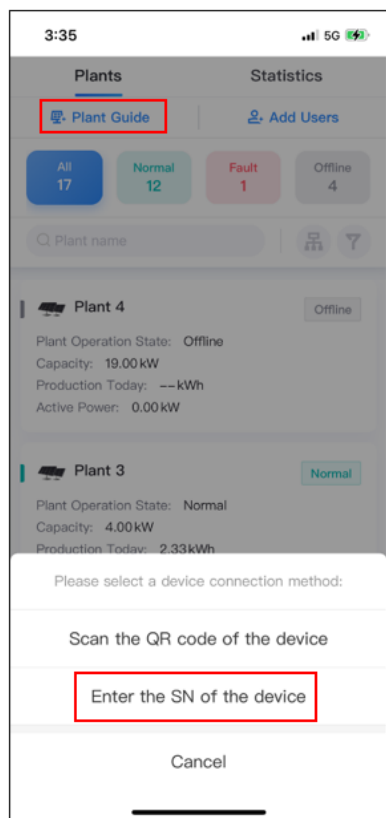 3:35 5G
Plants Statistics
Plant Guide Add Users
All Normal Fault Offline
17 12 1 4
Plant name
Plant 4 Offline
Plant Operation State: Offline
Capacity: 19.00 kW
Production Today: --kWh
Active Power: 0.00 kW
Plant 3 Normal
Plant Operation State: Normal
Capacity: 4.00 kW
Production Today: 2.33 kWh
Please select a device connection method:
Scan the QR code of the device
Enter the SN of the device
Cancel